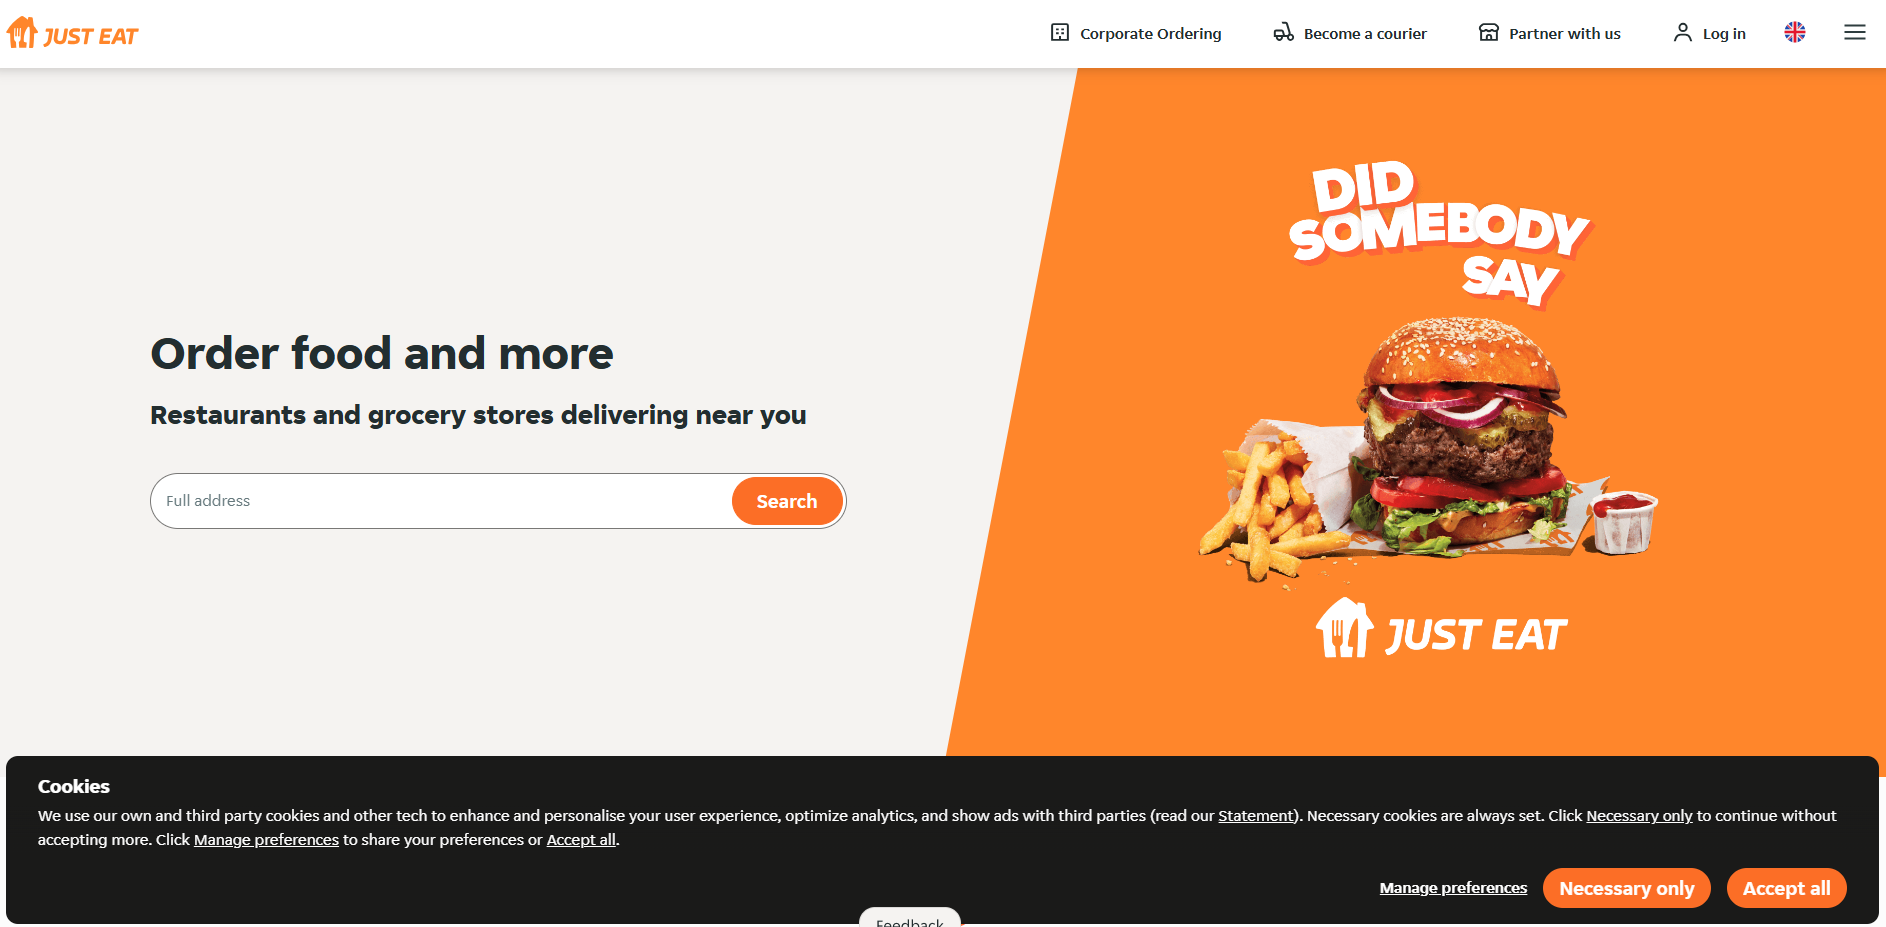 JUST EAT
Corporate Ordering
Become a courier
Partner with us
Log in
Order food and more
Restaurants and grocery stores delivering near you
Full address
Search
DID
SOMEBODY
SAY
JUST EAT
Cookies
We use our own and third party cookies and other tech to enhance and personalise your user experience, optimize analytics, and show ads with third parties (read our Statement). Necessary cookies are always set. Click Necessary only to continue without
accepting more. Click Manage preferences to share your preferences or Accept all.
Manage preferences
Necessary only
Accept all
Feedback